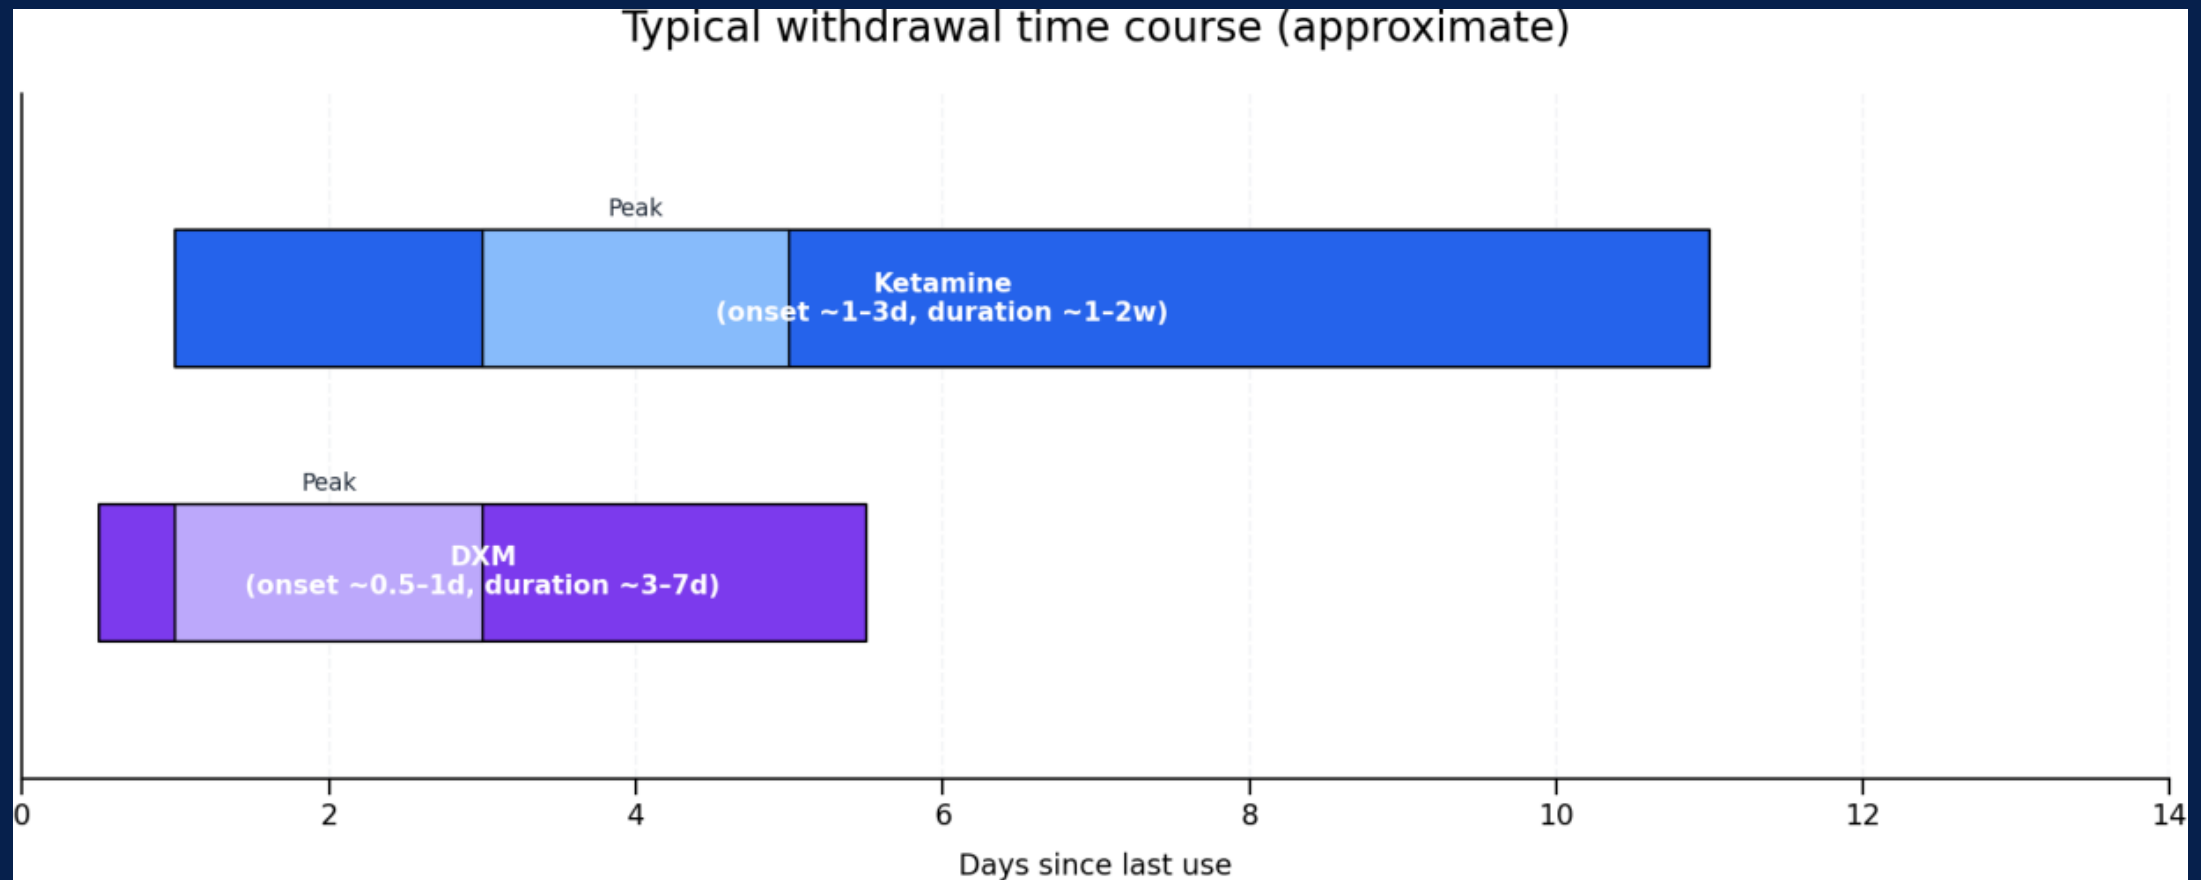 Typical withdrawal time course (approximate)
Peak
Ketamine
(onset ~1–3d, duration ~1–2w)
Peak
DXM
(onset ~0.5–1d, duration ~3–7d)
0 2 4 6 8 10 12 14
Days since last use